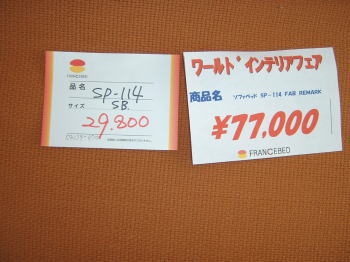 FRANCEBED
品名
SP-114
サイズ
SB.
29,800
ワールド・インテリアフェア
商品名 ソファベッド SP-114 FAB REMARK
¥77,000
FRANCEBED